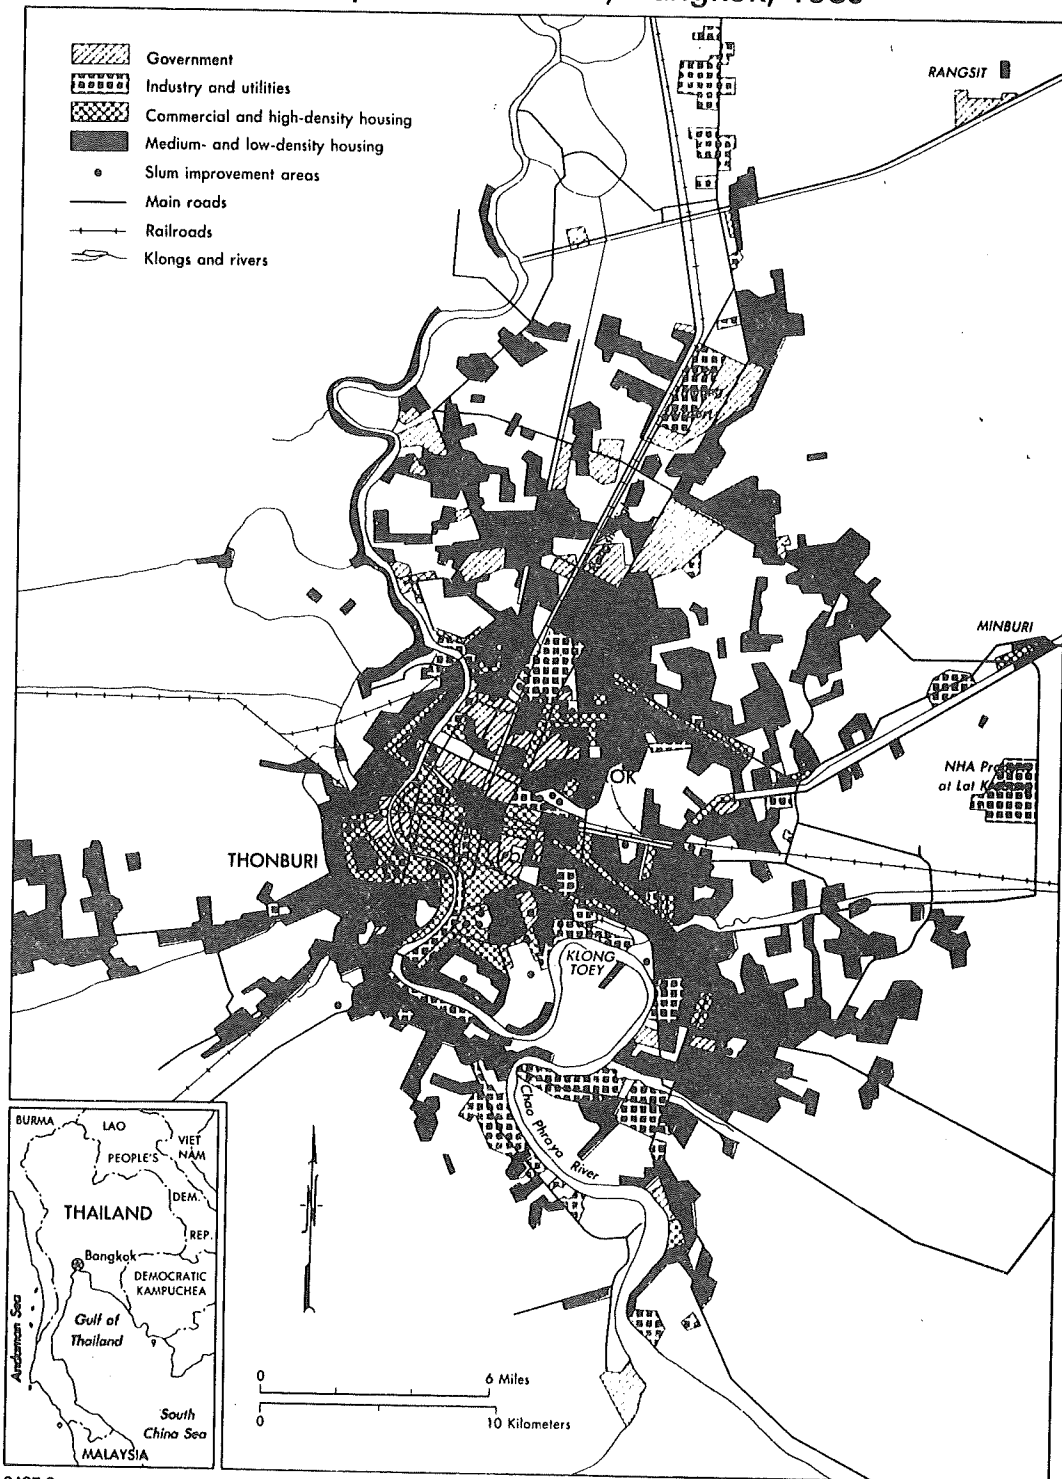 Government
Industry and utilities
Commercial and high-density housing
Medium- and low-density housing
Slum improvement areas
Main roads
Railroads
Klongs and rivers
RANGSIT
MINBURI
NHA
at Lat
OK
THONBURI
KLONG
TOEY
Chao Phraya River
BURMA
LAO
PEOPLE'S
DEM.
REP.
VIET
NAM
THAILAND
Bangkok
DEMOCRATIC
KAMPUCHEA
Gulf of
Thailand
Andaman Sea
South
China Sea
MALAYSIA
0
6 Miles
0
10 Kilometers